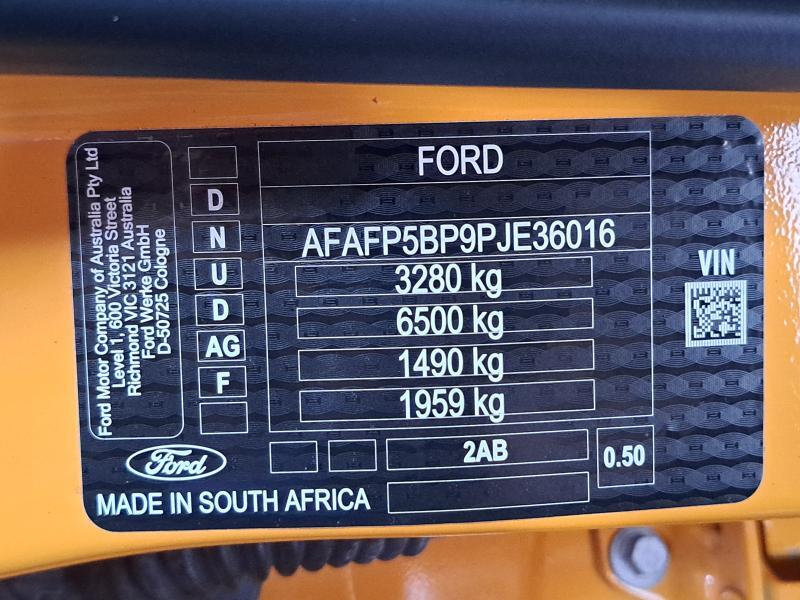 Ford Motor Company of Australia Pty Ltd
Level 1, 600 Victoria Street
Richmond VIC 3121 Australia
Ford Werke GmbH
D-50725 Cologne
D
N
U
D
AG
F
FORD
AFAFP5BP9PJE36016
3280 kg
6500 kg
1490 kg
1959 kg
VIN
Ford
2AB
0.50
MADE IN SOUTH AFRICA